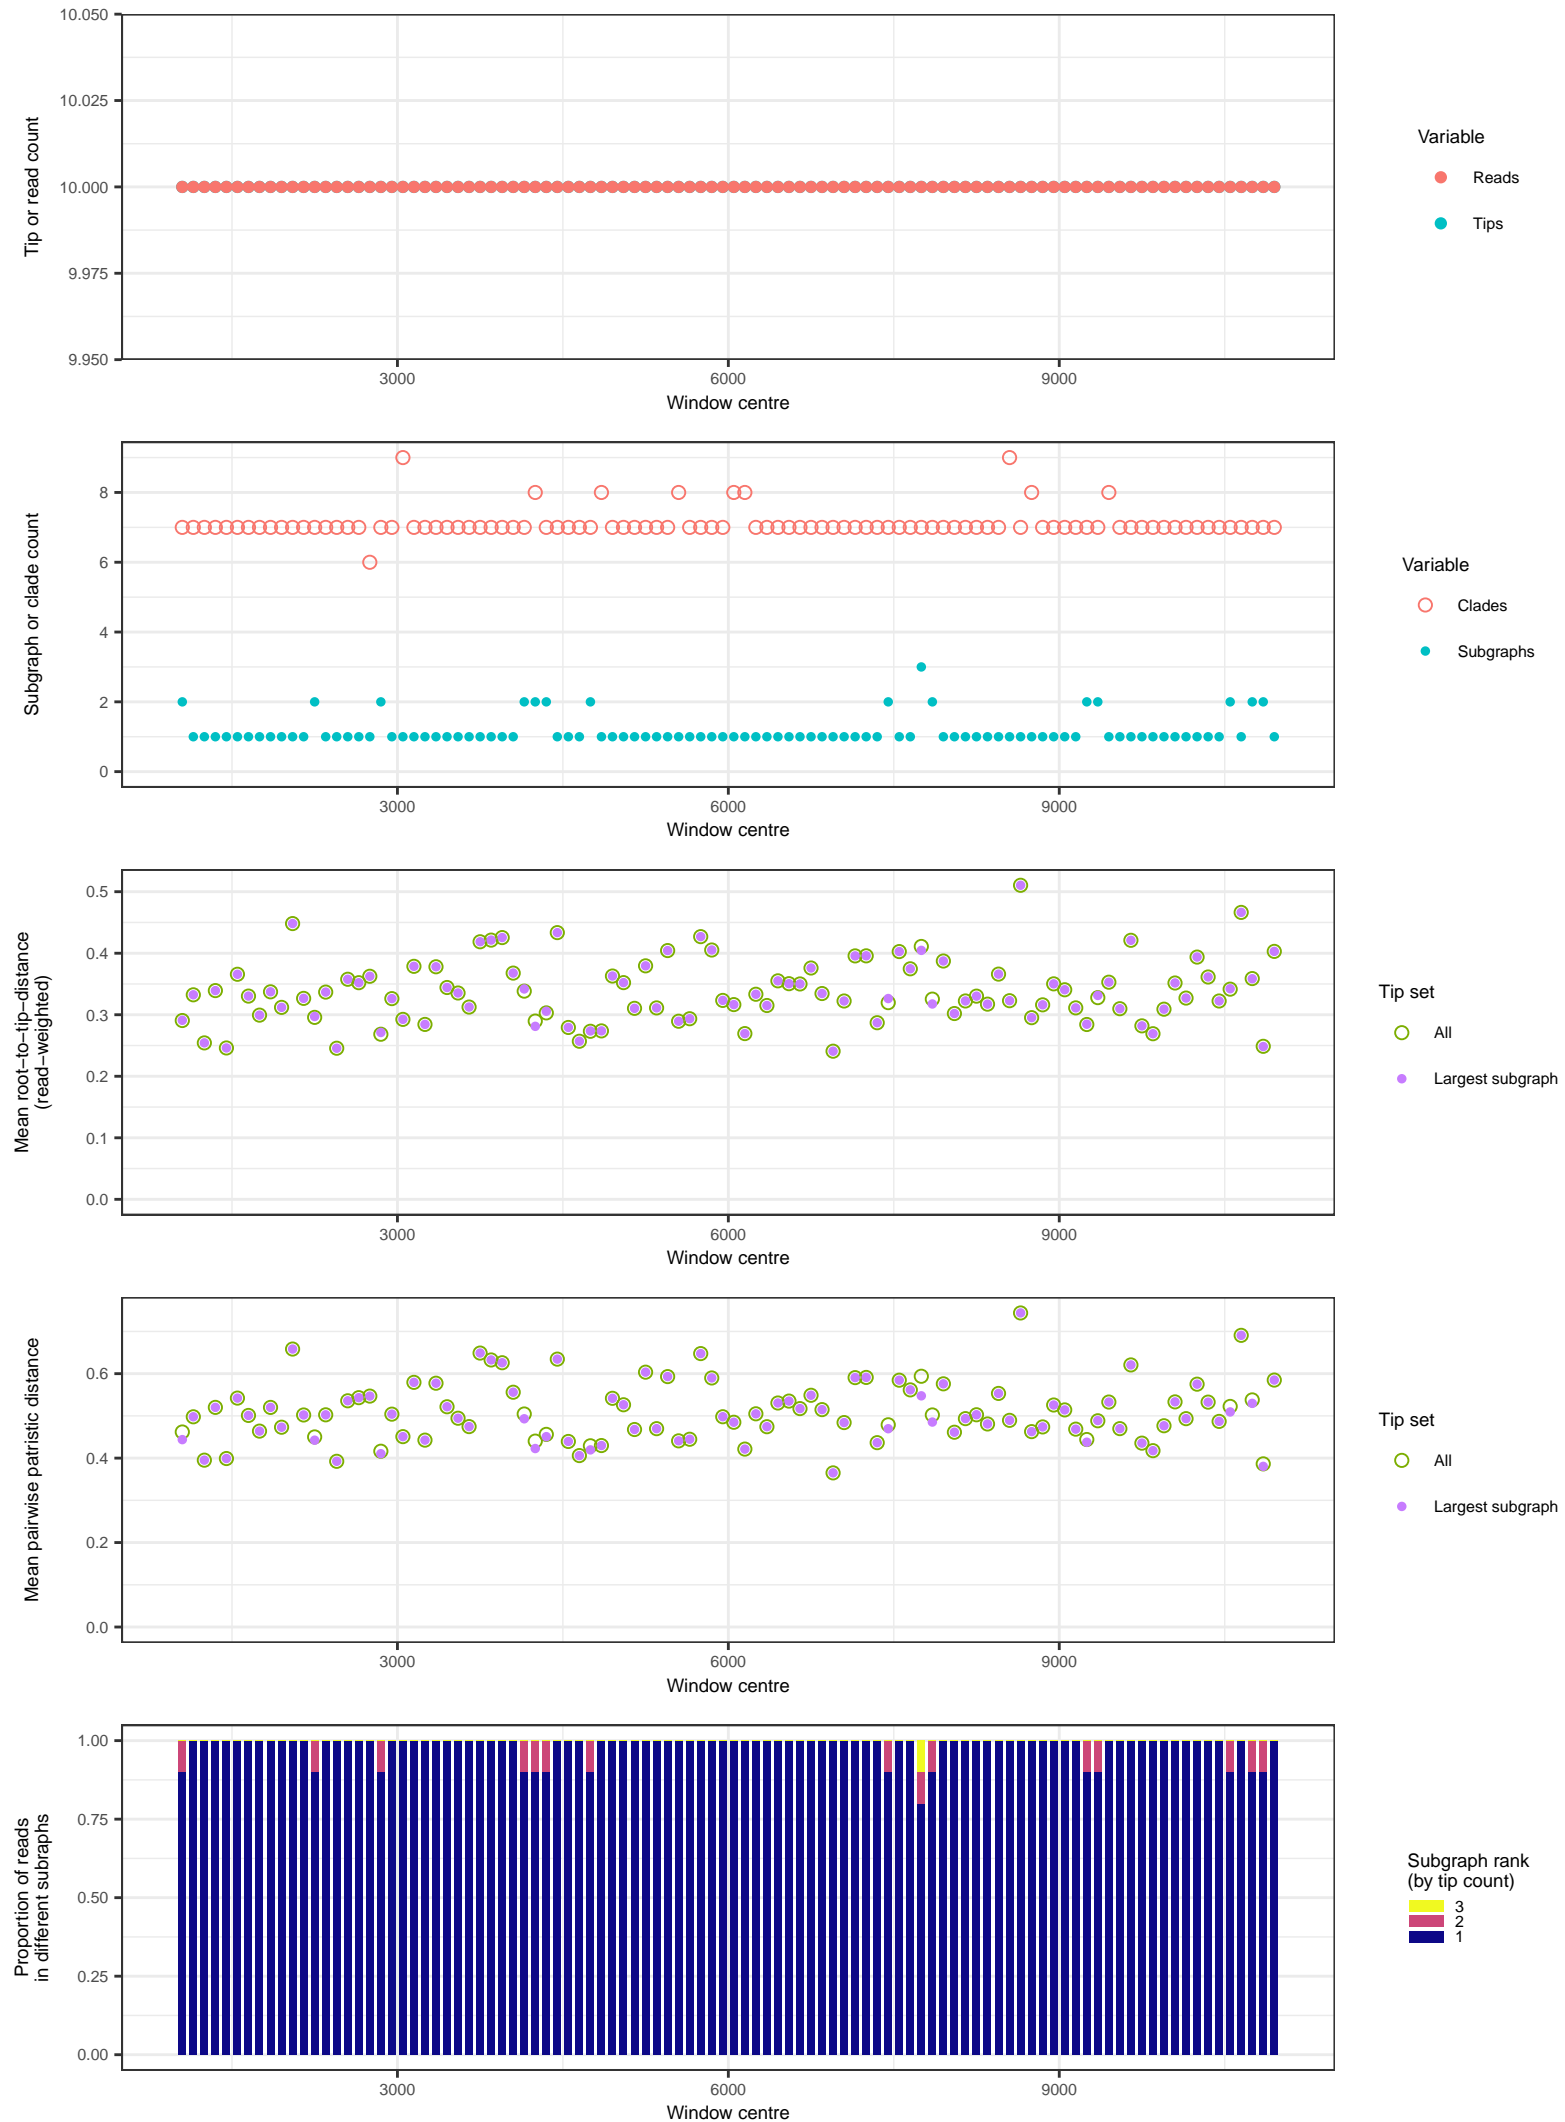 10.050
10.025
10.000
9.975
9.950
Tip or read count
3000 6000 9000
Window centre
Variable
Reads
Tips
8
6
4
2
0
Subgraph or clade count
3000 6000 9000
Window centre
Variable
Clades
Subgraphs
0.5
0.4
0.3
0.2
0.1
0.0
Mean root−to−tip−distance
(read−weighted)
3000 6000 9000
Window centre
Tip set
All
Largest subgraph
0.6
0.4
0.2
0.0
Mean pairwise patristic distance
3000 6000 9000
Window centre
Tip set
All
Largest subgraph
1.00
0.75
0.50
0.25
0.00
Proportion of reads
in different subraphs
3000 6000 9000
Window centre
Subgraph rank
(by tip count)
3
2
1